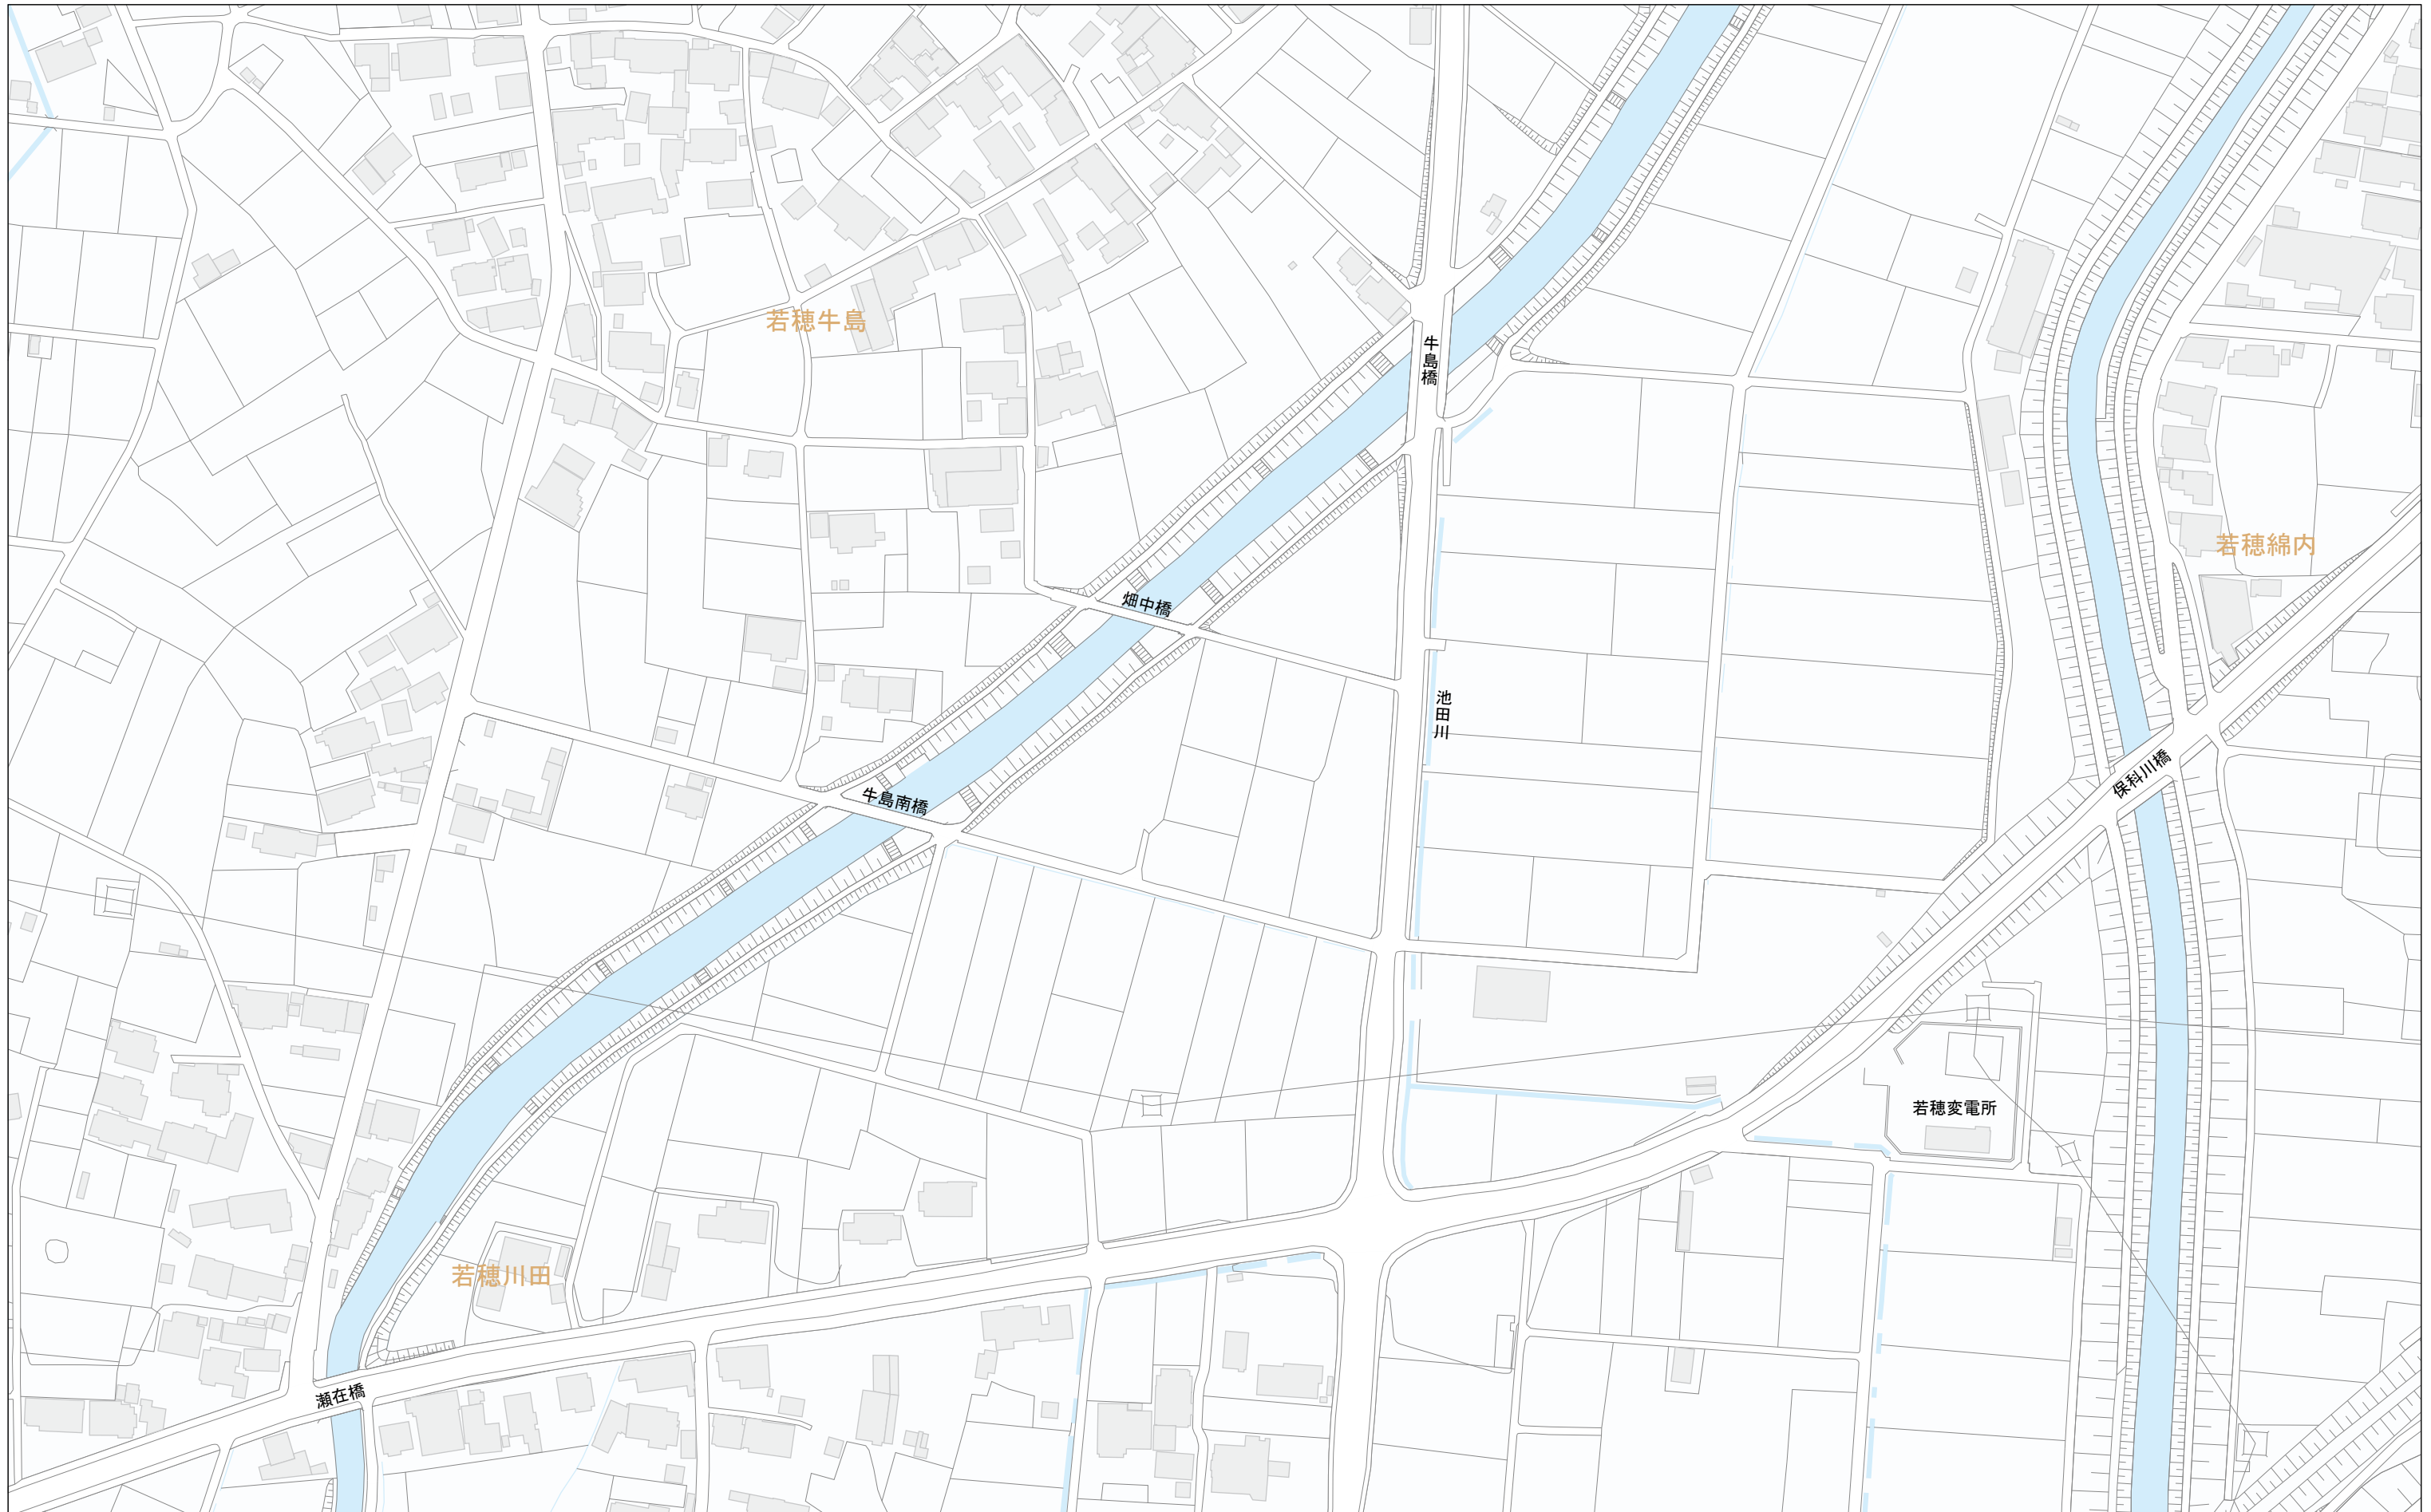 若穂牛島
牛島橋
若穂綿内
畑中橋
池田川
保科川橋
牛島南橋
若穂変電所
若穂川田
瀬在橋